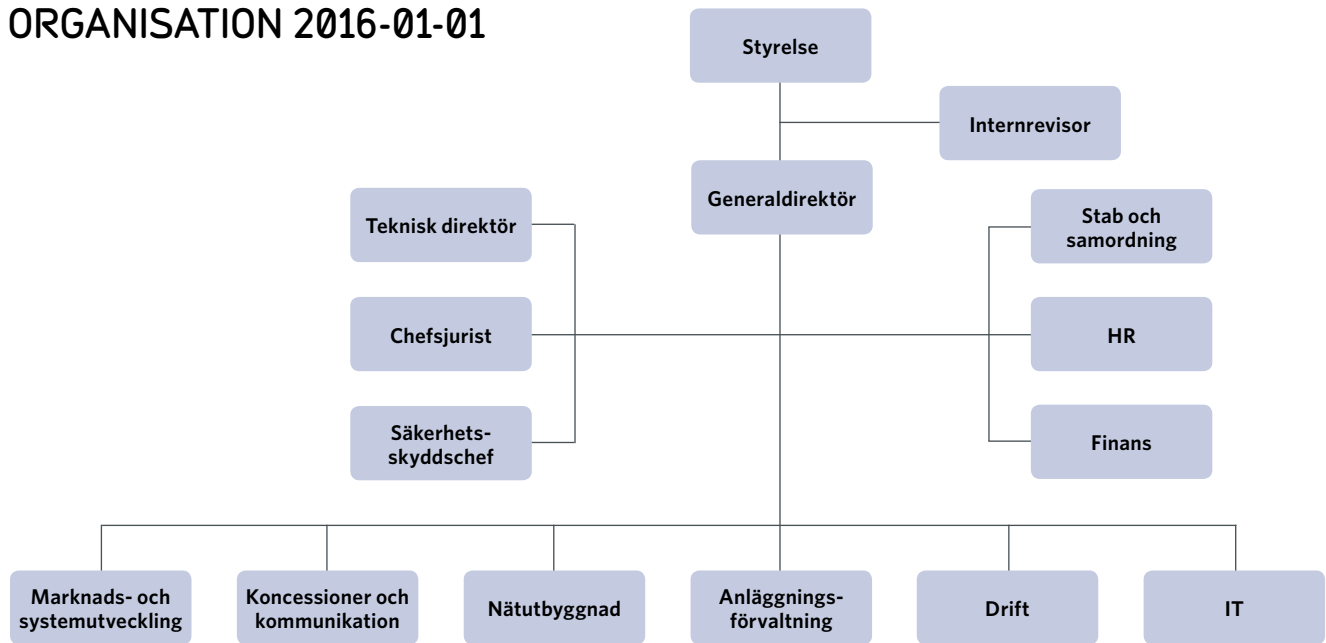 ORGANISATION 2016-01-01
Styrelse
Internrevisor
Generaldirektör
Teknisk direktör
Stab och
samordning
Chefsjurist
HR
Säkerhets-
skyddschef
Finans
Marknads- och
systemutveckling
Koncessioner och
kommunikation
Nätutbyggnad
Anläggnings-
förvaltning
Drift
IT